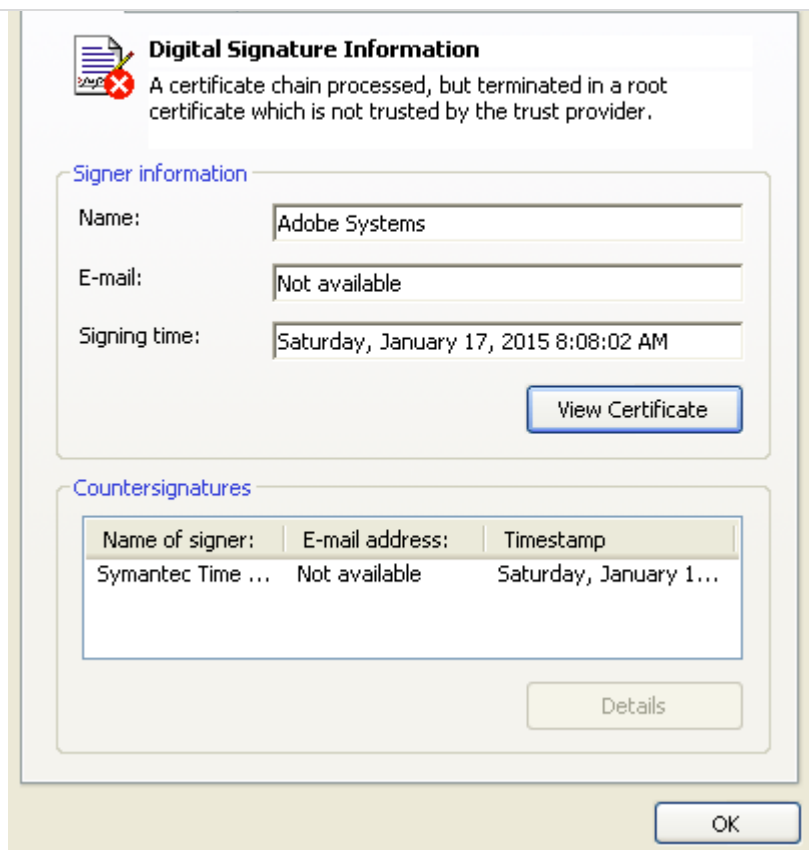 Digital Signature Information
A certificate chain processed, but terminated in a root
certificate which is not trusted by the trust provider.
Signer information
Name: Adobe Systems
E-mail: Not available
Signing time: Saturday, January 17, 2015 8:08:02 AM
View Certificate
Countersignatures
Name of signer: E-mail address: Timestamp
Symantec Time ... Not available Saturday, January 1...
Details
OK